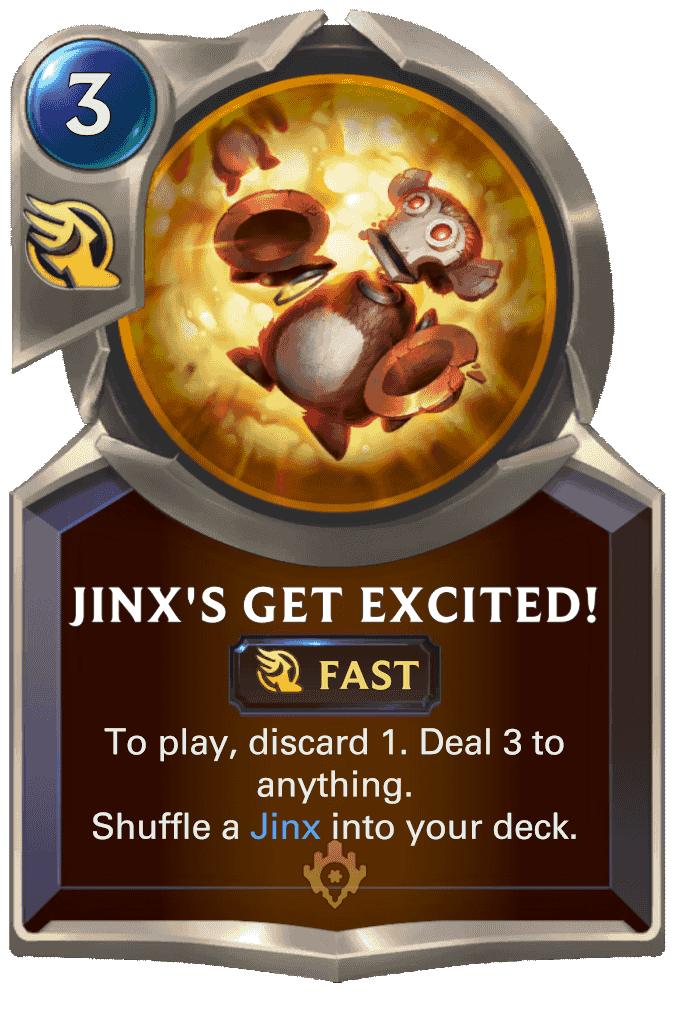 3
JINX'S GET EXCITED!
FAST
To play, discard 1. Deal 3 to
anything.
Shuffle a Jinx into your deck.